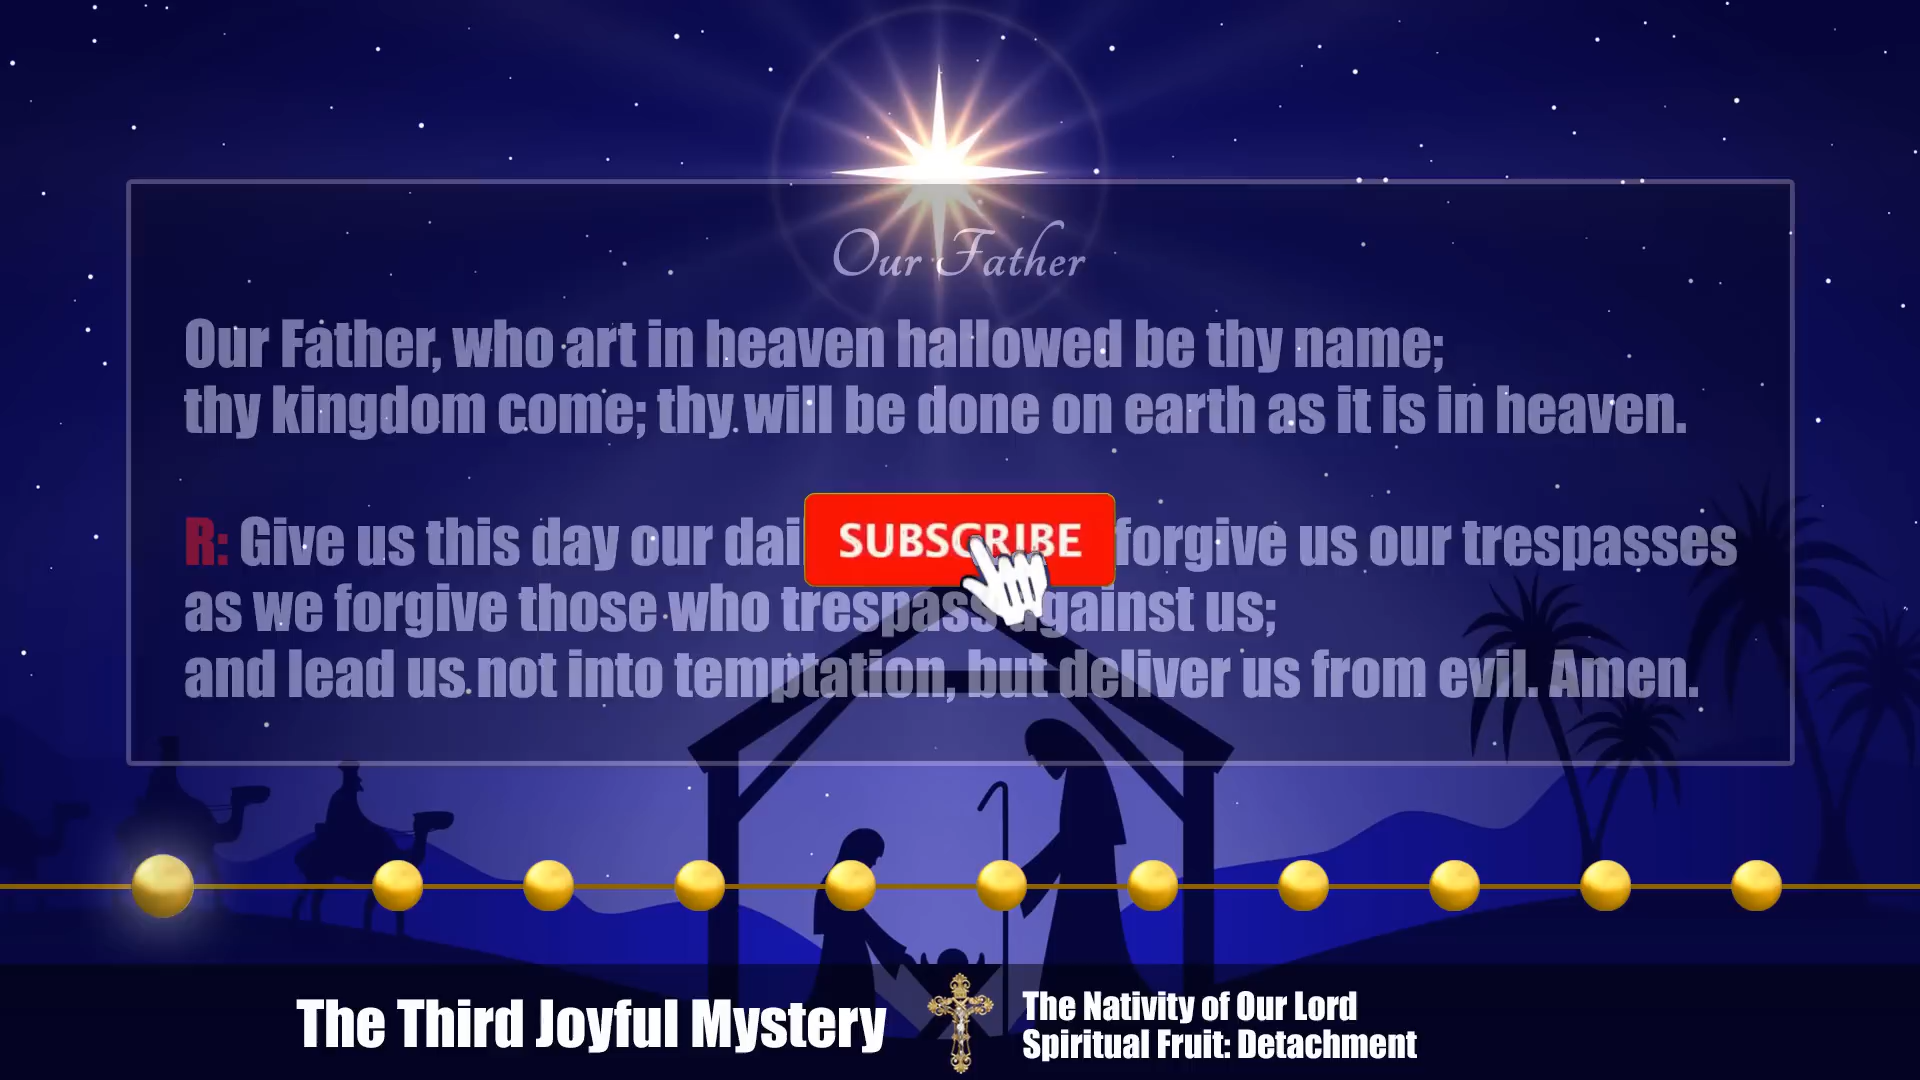 Our Father
Our Father, who art in heaven hallowed be thy name;
thy kingdom come; thy will be done on earth as it is in heaven.
R: Give us this day our dai
SUBSCRIBE
forgive us our trespasses
as we forgive those who trespass against us;
and lead us not into temptation, but deliver us from evil. Amen.
The Third Joyful Mystery
The Nativity of Our Lord
Spiritual Fruit: Detachment